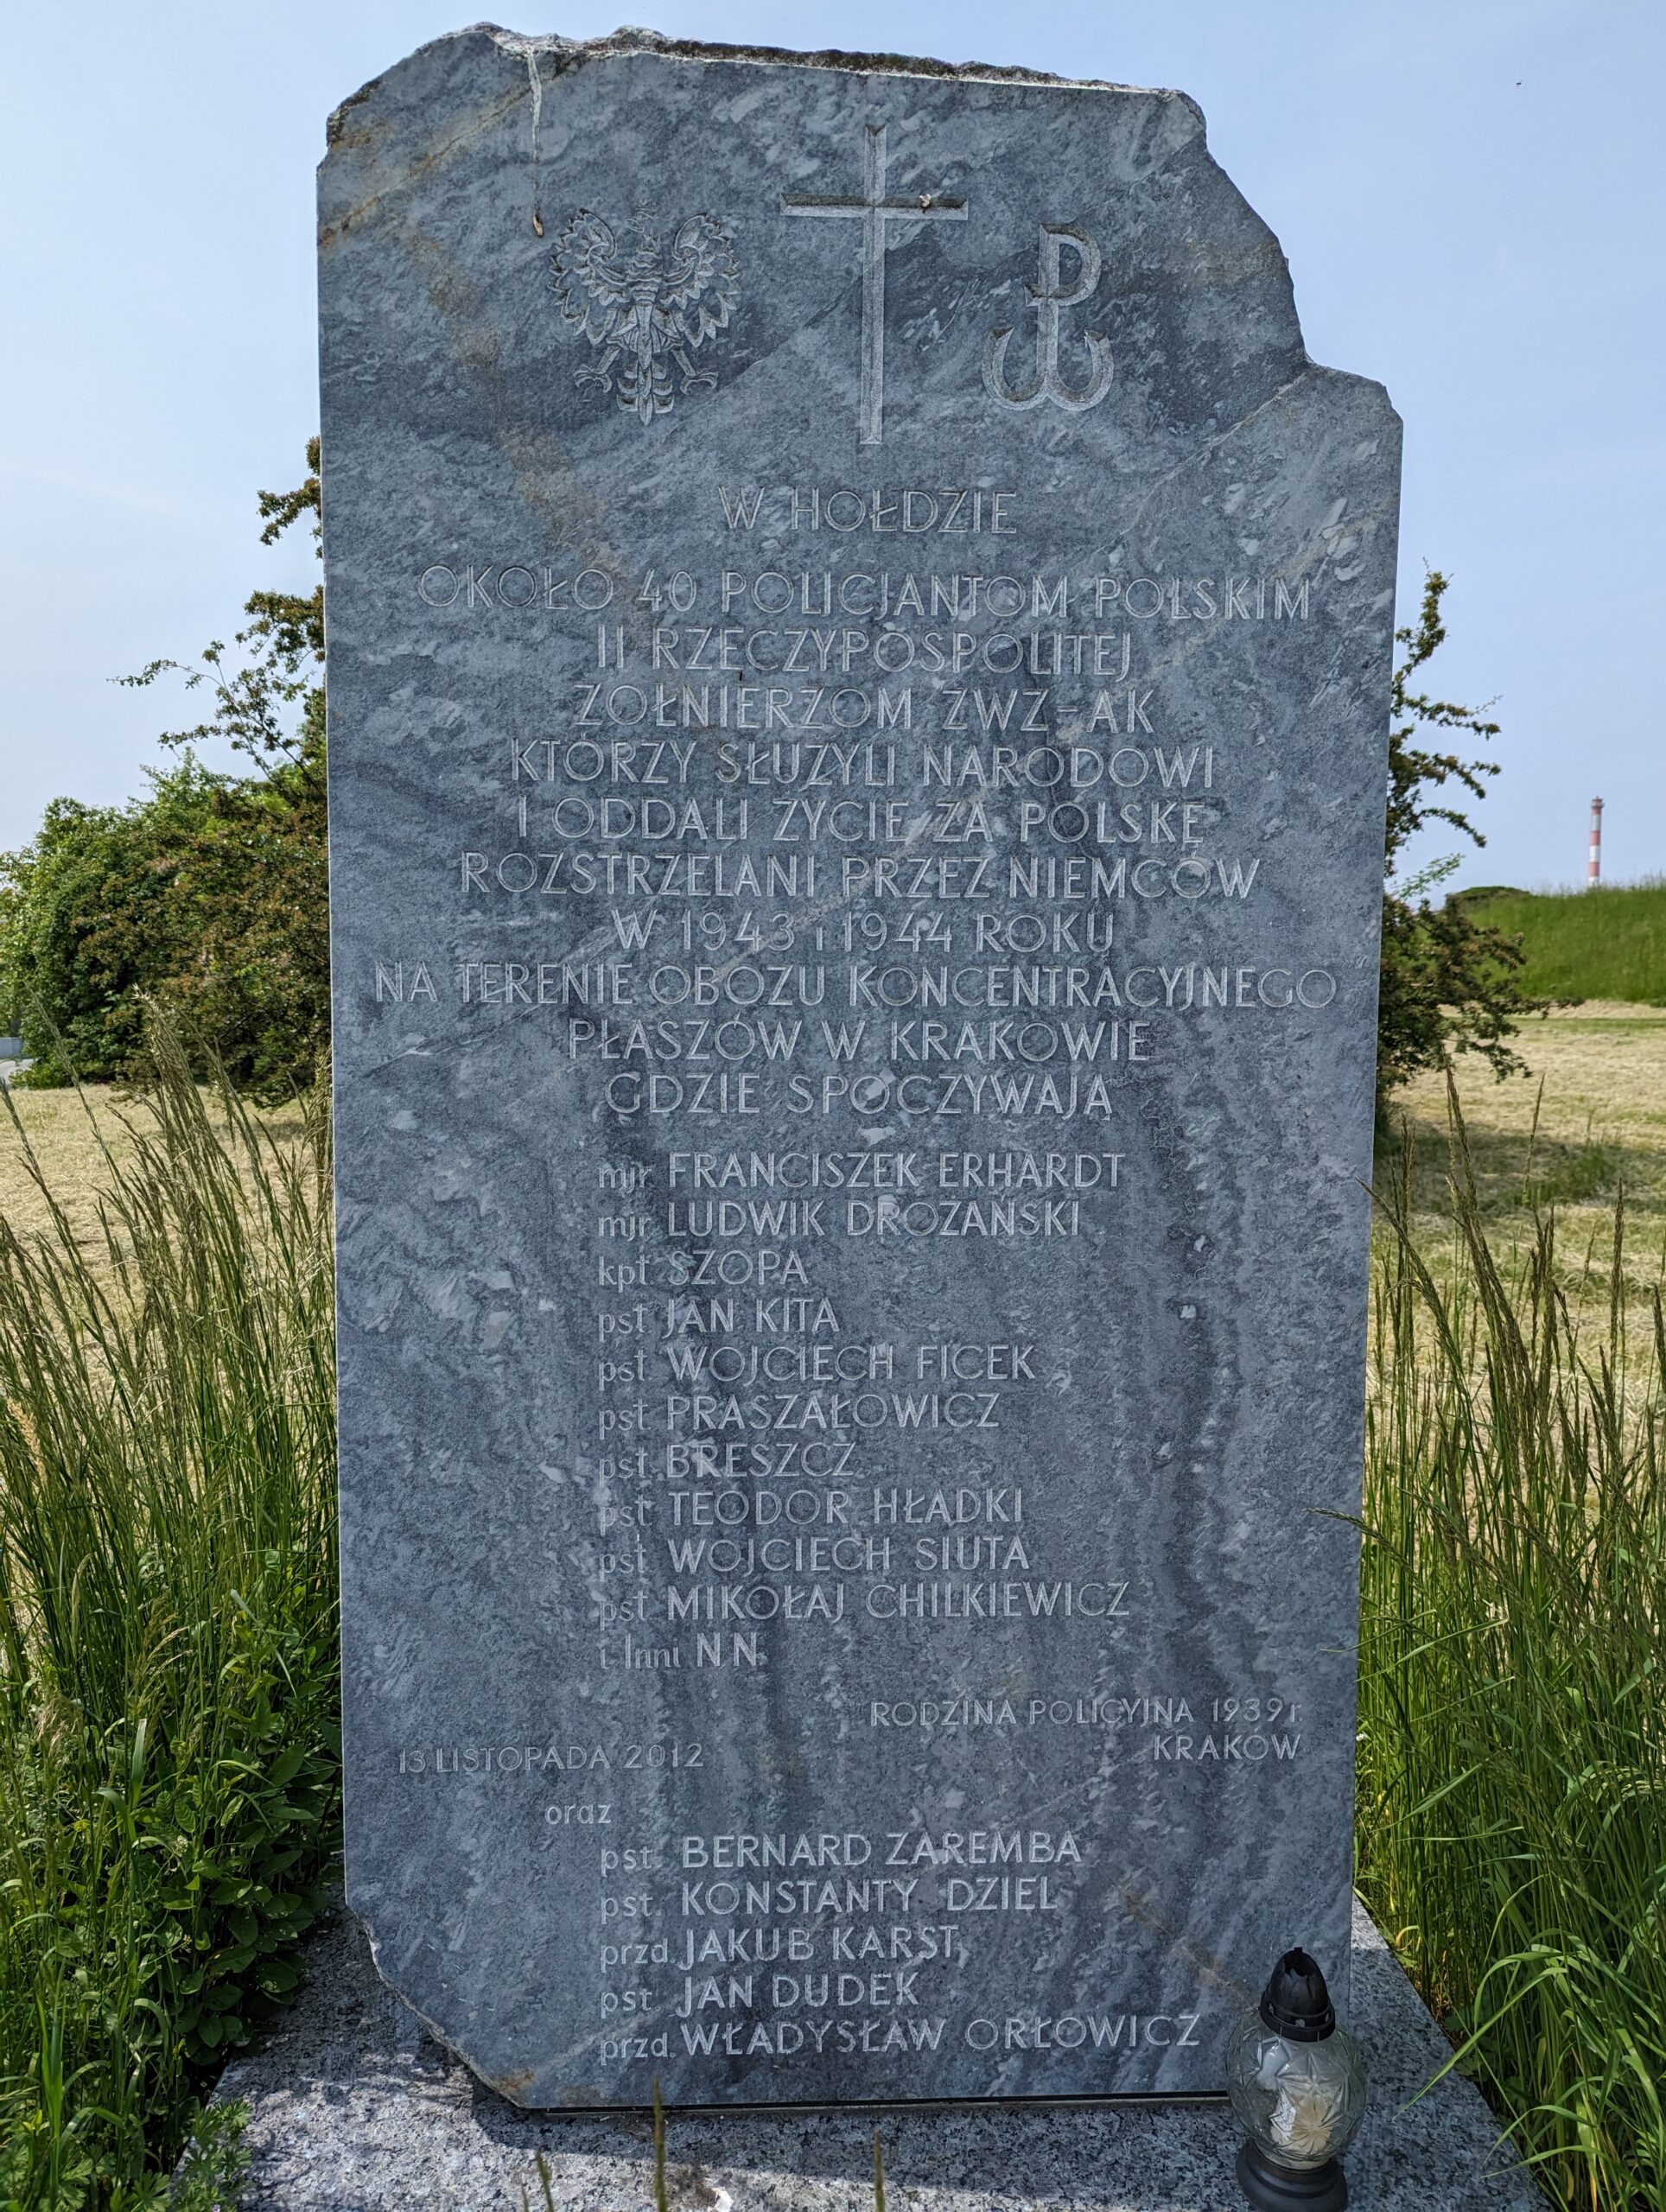 W HOŁDZIE
OKOŁO 40 POLICJANTOM POLSKIM
II RZECZYPOSPOLITEJ
ŻOŁNIERZOM ZWZ-AK
KTÓRZY SŁUŻYLI NARODOWI
I ODDALI ŻYCIE ZA POLSKĘ
ROZSTRZELANI PRZEZ NIEMCÓW
W 1943 i 1944 ROKU
NA TERENIE OBOZU KONCENTRACYJNEGO
PŁASZÓW W KRAKOWIE
GDZIE SPOCZYWAJĄ
mjr FRANCISZEK ERHARDT
mjr LUDWIK DROŻAŃSKI
kpt SZOPA
pst JAN KITA
pst WOJCIECH FICEK
pst PRASZAŁOWICZ
pst BRESZCZ
pst TEODOR HŁADKI
pst WOJCIECH SIUTA
pst MIKOŁAJ CHILKIEWICZ
i Inni N N
RODZINA POLICYJNA 1939 r.
KRAKÓW
13 LISTOPADA 2012
oraz
pst. BERNARD ZAREMBA
pst. KONSTANTY DZIEL
przd. JAKUB KARST
pst JAN DUDEK
przd. WŁADYSŁAW ORŁOWICZ